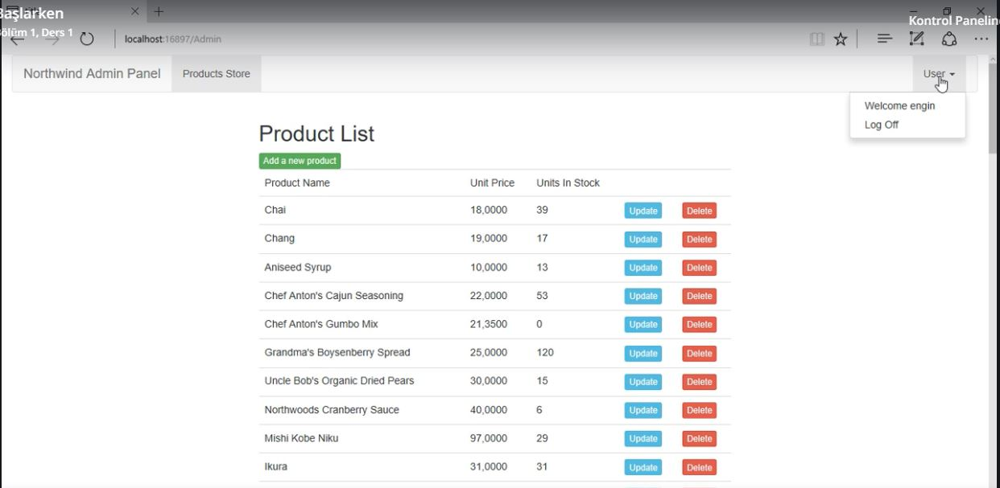 Başlarken
Bölüm 1, Ders 1
Kontrol Paneline
localhost:16897/Admin
Northwind Admin Panel Products Store User
Welcome engin
Log Off
Product List
Add a new product
Product Name Unit Price Units In Stock
Chai 18,0000 39 Update Delete
Chang 19,0000 17 Update Delete
Aniseed Syrup 10,0000 13 Update Delete
Chef Anton's Cajun Seasoning 22,0000 53 Update Delete
Chef Anton's Gumbo Mix 21,3500 0 Update Delete
Grandma's Boysenberry Spread 25,0000 120 Update Delete
Uncle Bob's Organic Dried Pears 30,0000 15 Update Delete
Northwoods Cranberry Sauce 40,0000 6 Update Delete
Mishi Kobe Niku 97,0000 29 Update Delete
Ikura 31,0000 31 Update Delete